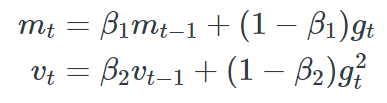 m_t = β_1 m_{t−1} + (1 − β_1) g_t
v_t = β_2 v_{t−1} + (1 − β_2) g_t^2